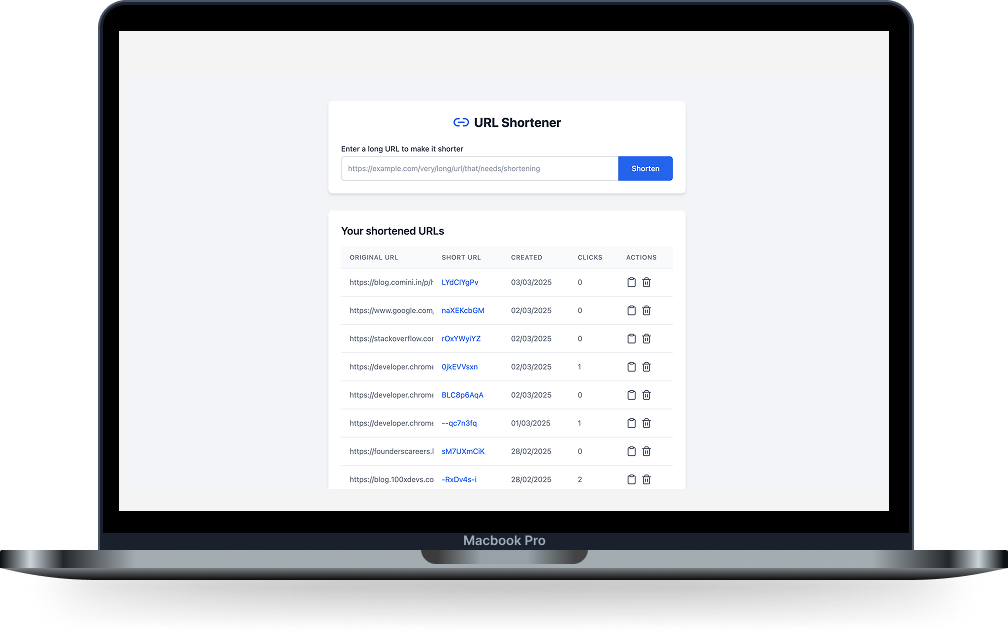 URL Shortener
Enter a long URL to make it shorter
https://example.com/very/long/url/that/needs/shortening Shorten
Your shortened URLs
ORIGINAL URL SHORT URL CREATED CLICKS ACTIONS
https://blog.comini.in/p/h LYdClYgPv 03/03/2025 0
https://www.google.com, naXEKcbGM 02/03/2025 0
https://stackoverflow.cor rOxYWyiYZ 02/03/2025 0
https://developer.chrome 0jkEVVsxn 02/03/2025 1
https://developer.chrome BLC8p6AqA 02/03/2025 0
https://developer.chrome --qc7n3fq 01/03/2025 1
https://founderscareers.l sM7UXmCiK 28/02/2025 0
https://blog.100xdevs.co -RxDv4s-i 28/02/2025 2
Macbook Pro